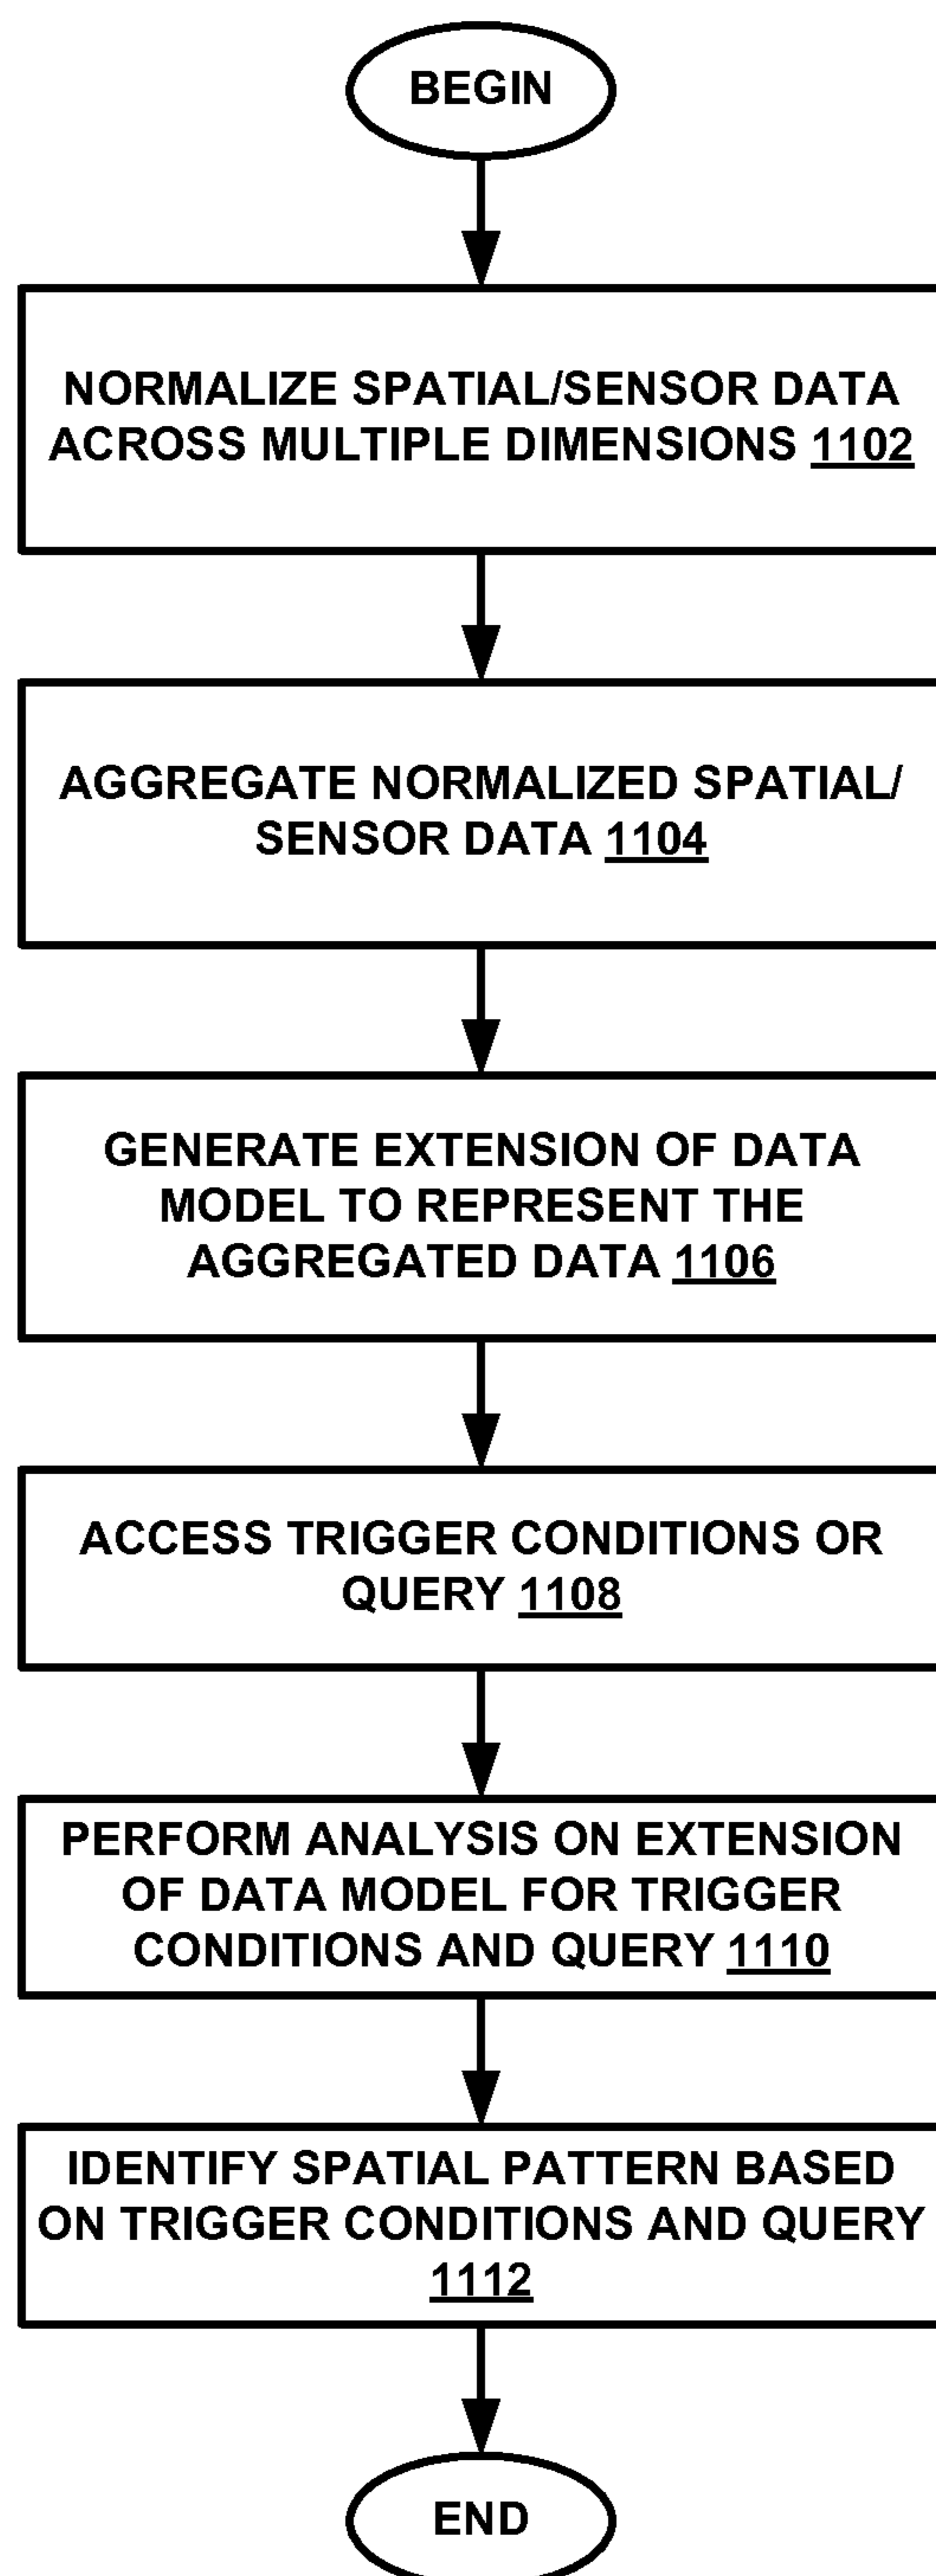 BEGIN
NORMALIZE SPATIAL/SENSOR DATA
ACROSS MULTIPLE DIMENSIONS 1102
AGGREGATE NORMALIZED SPATIAL/
SENSOR DATA 1104
GENERATE EXTENSION OF DATA
MODEL TO REPRESENT THE
AGGREGATED DATA 1106
ACCESS TRIGGER CONDITIONS OR
QUERY 1108
PERFORM ANALYSIS ON EXTENSION
OF DATA MODEL FOR TRIGGER
CONDITIONS AND QUERY 1110
IDENTIFY SPATIAL PATTERN BASED
ON TRIGGER CONDITIONS AND QUERY
1112
END